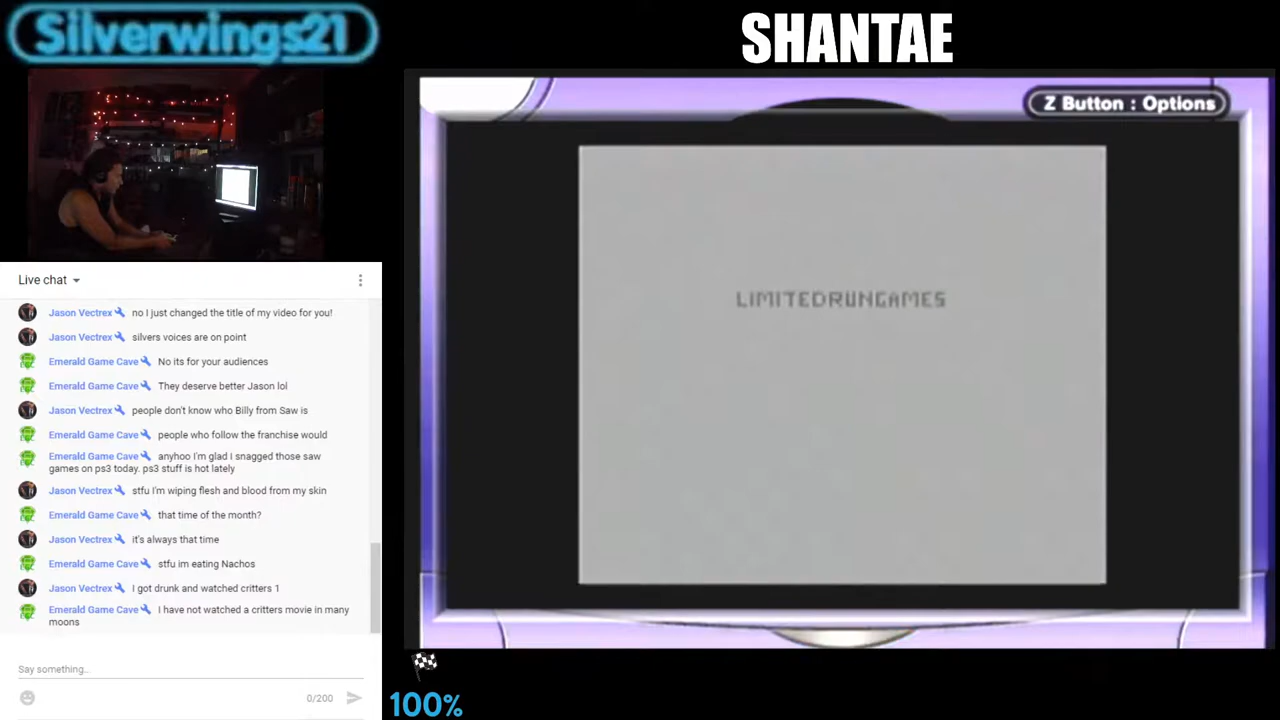 Silverwings21
SHANTAE
Z Button : Options
LIMITEDRUNGAMES
Live chat
Jason Vectrex no I just changed the title of my video for you!
Jason Vectrex silvers voices are on point
Emerald Game Cave No its for your audiences
Emerald Game Cave They deserve better Jason lol
Jason Vectrex people don't know who Billy from Saw is
Emerald Game Cave people who follow the franchise would
Emerald Game Cave anyhoo I'm glad I snagged those saw
games on ps3 today. ps3 stuff is hot lately
Jason Vectrex stfu I'm wiping flesh and blood from my skin
Emerald Game Cave that time of the month?
Jason Vectrex it's always that time
Emerald Game Cave stfu im eating Nachos
Jason Vectrex I got drunk and watched critters 1
Emerald Game Cave I have not watched a critters movie in many
moons
Say something...
0/200
100%